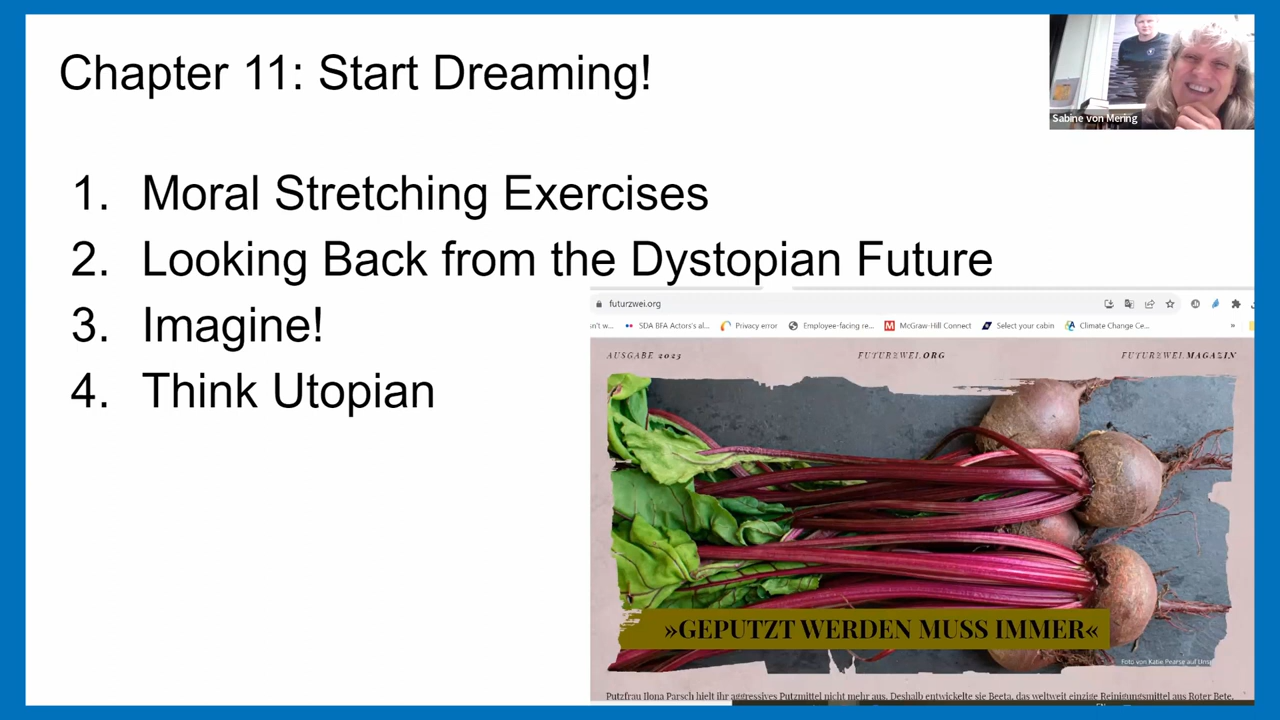 Chapter 11: Start Dreaming!
Sabine von Mering
1. Moral Stretching Exercises
2. Looking Back from the Dystopian Future
3. Imagine!
4. Think Utopian
futurzwei.org
an't w... SDA BFA Actor's al... Privacy error Employee-facing re... McGraw-Hill Connect Select your cabin Climate Change Ce... »
AUSGABE 2023 FUTURZWEI.ORG FUTURZWEI.MAGAZIN
»GEPUTZT WERDEN MUSS IMMER«
Foto von Katie Pearse auf Uns
Putzfrau Ilona Parsch hielt ihr aggressives Putzmittel nicht mehr aus. Deshalb entwickelte sie Beeta, das weltweit einzige Reinigungsmittel aus Roter Bete.